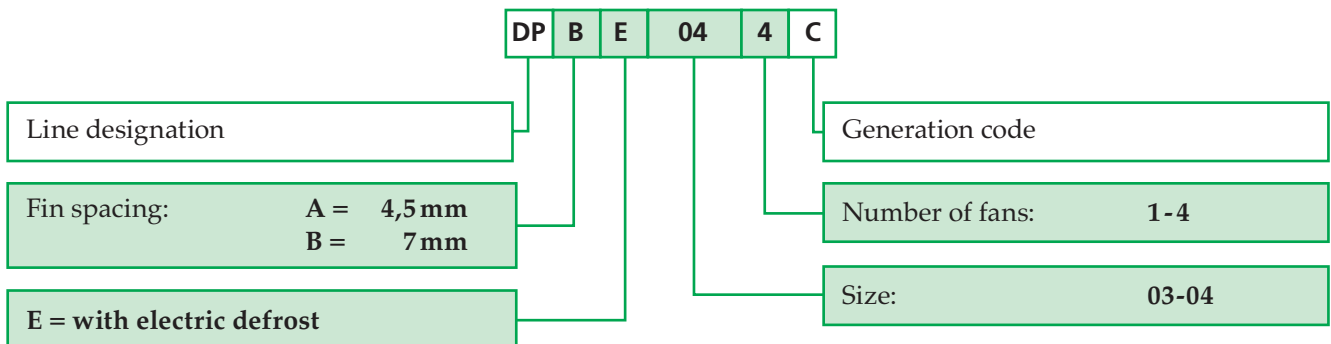 DP B E 04 4 C
Line designation
Generation code
Fin spacing: A = 4,5 mm
B = 7 mm
Number of fans: 1-4
E = with electric defrost
Size: 03-04